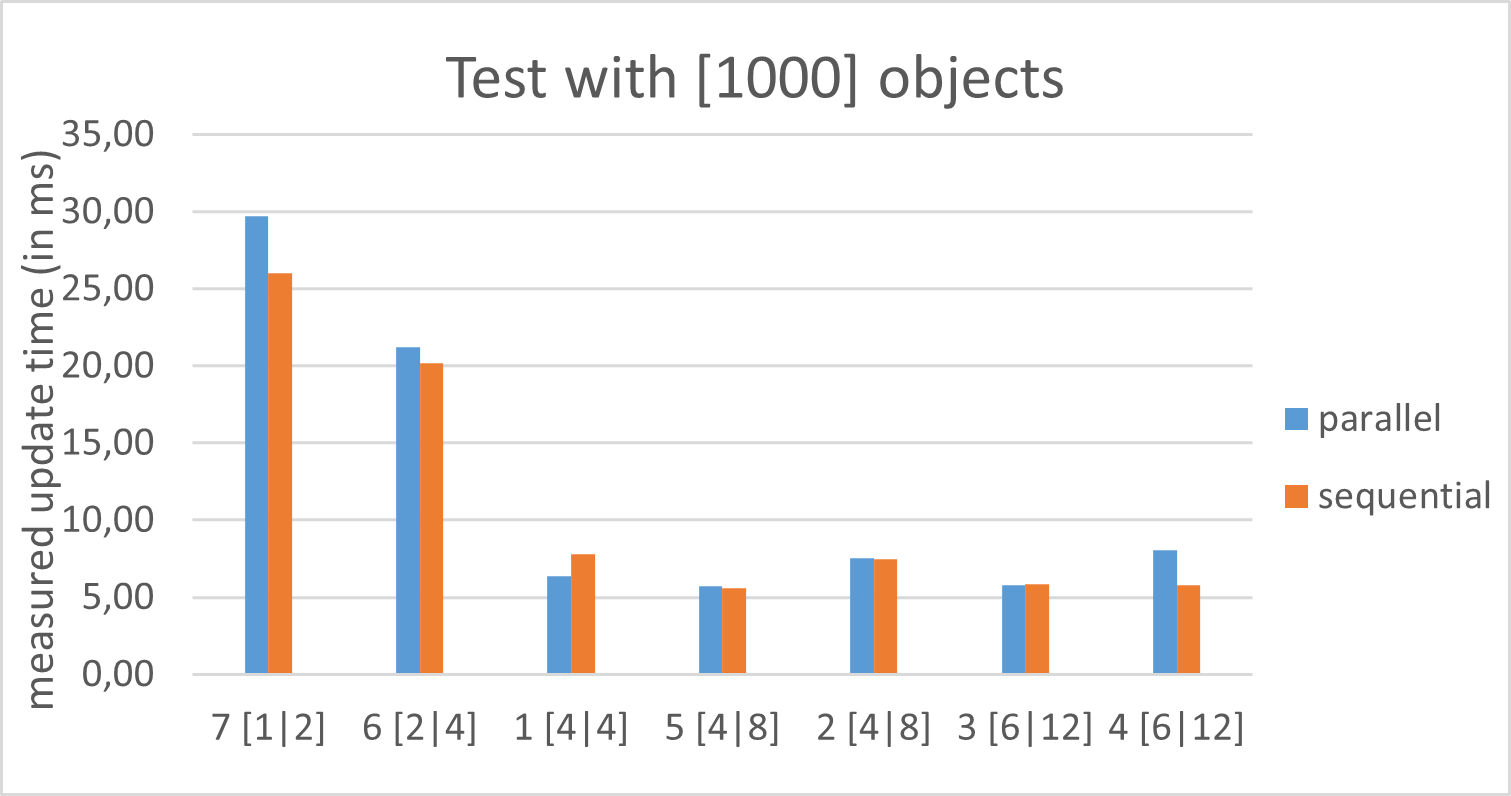 Test with [1000] objects
measured update time (in ms)
35,00
30,00
25,00
20,00
15,00
10,00
5,00
0,00
7 [1|2] 6 [2|4] 1 [4|4] 5 [4|8] 2 [4|8] 3 [6|12] 4 [6|12]
parallel
sequential